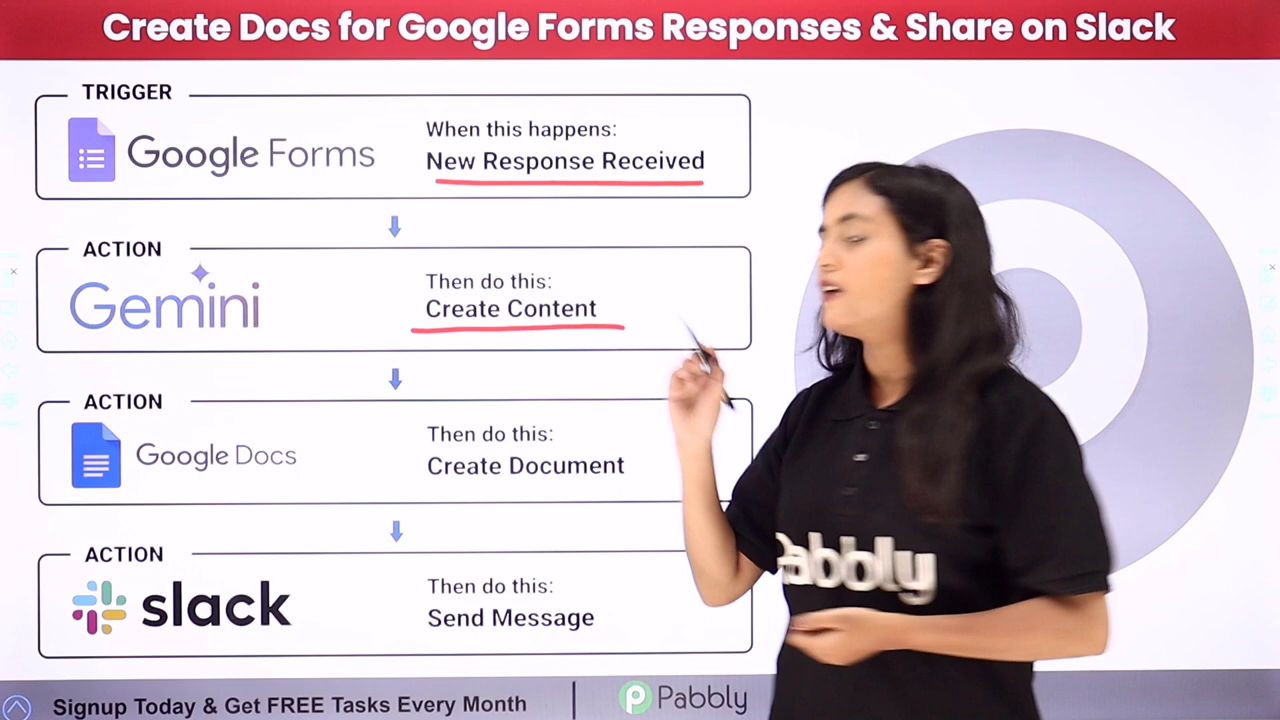 Create Docs for Google Forms Responses & Share on Slack
TRIGGER
Google Forms
When this happens:
New Response Received
ACTION
Gemini
Then do this:
Create Content
ACTION
Google Docs
Then do this:
Create Document
ACTION
slack
Then do this:
Send Message
Pabbly
Signup Today & Get FREE Tasks Every Month
Pabbly